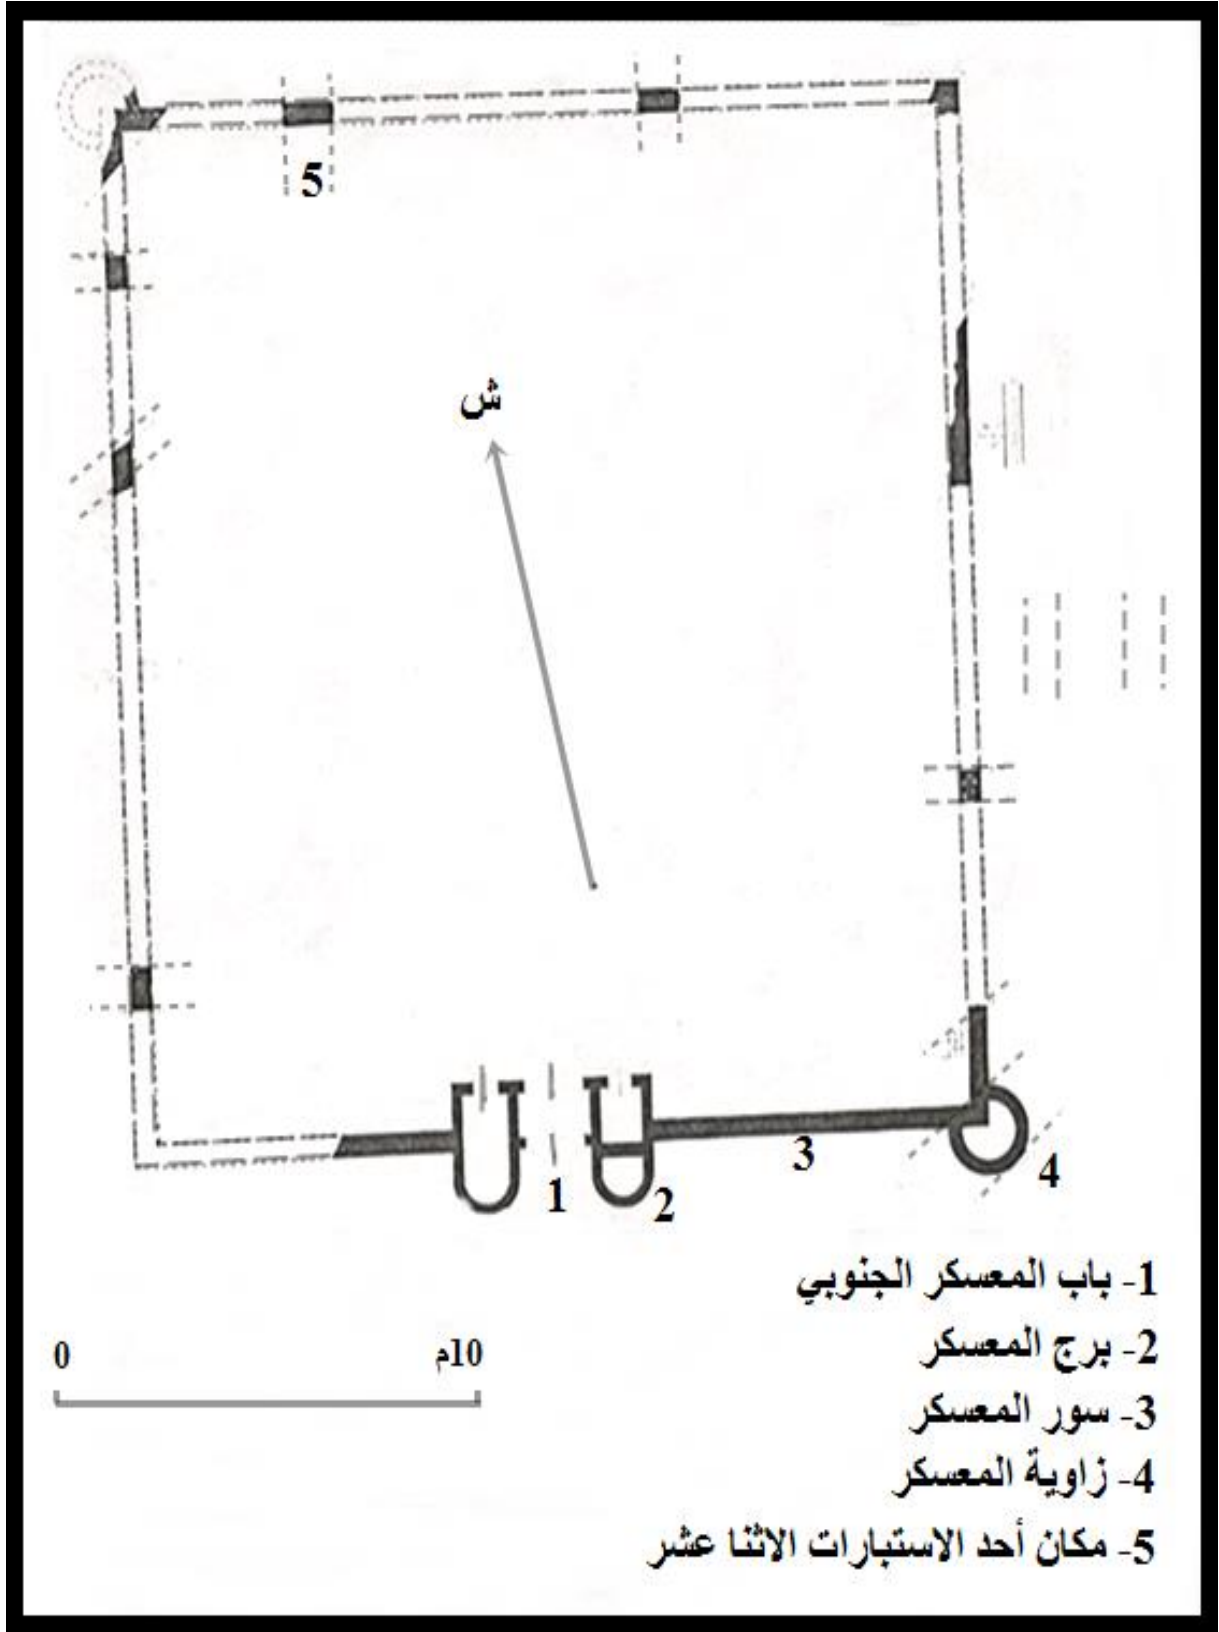 5
ش
3
4
1
2
1- باب المعسكر الجنوبي
2- برج المعسكر
3- سور المعسكر
4- زاوية المعسكر
5- مكان أحد الاستبارات الاثنا عشر
0
10م